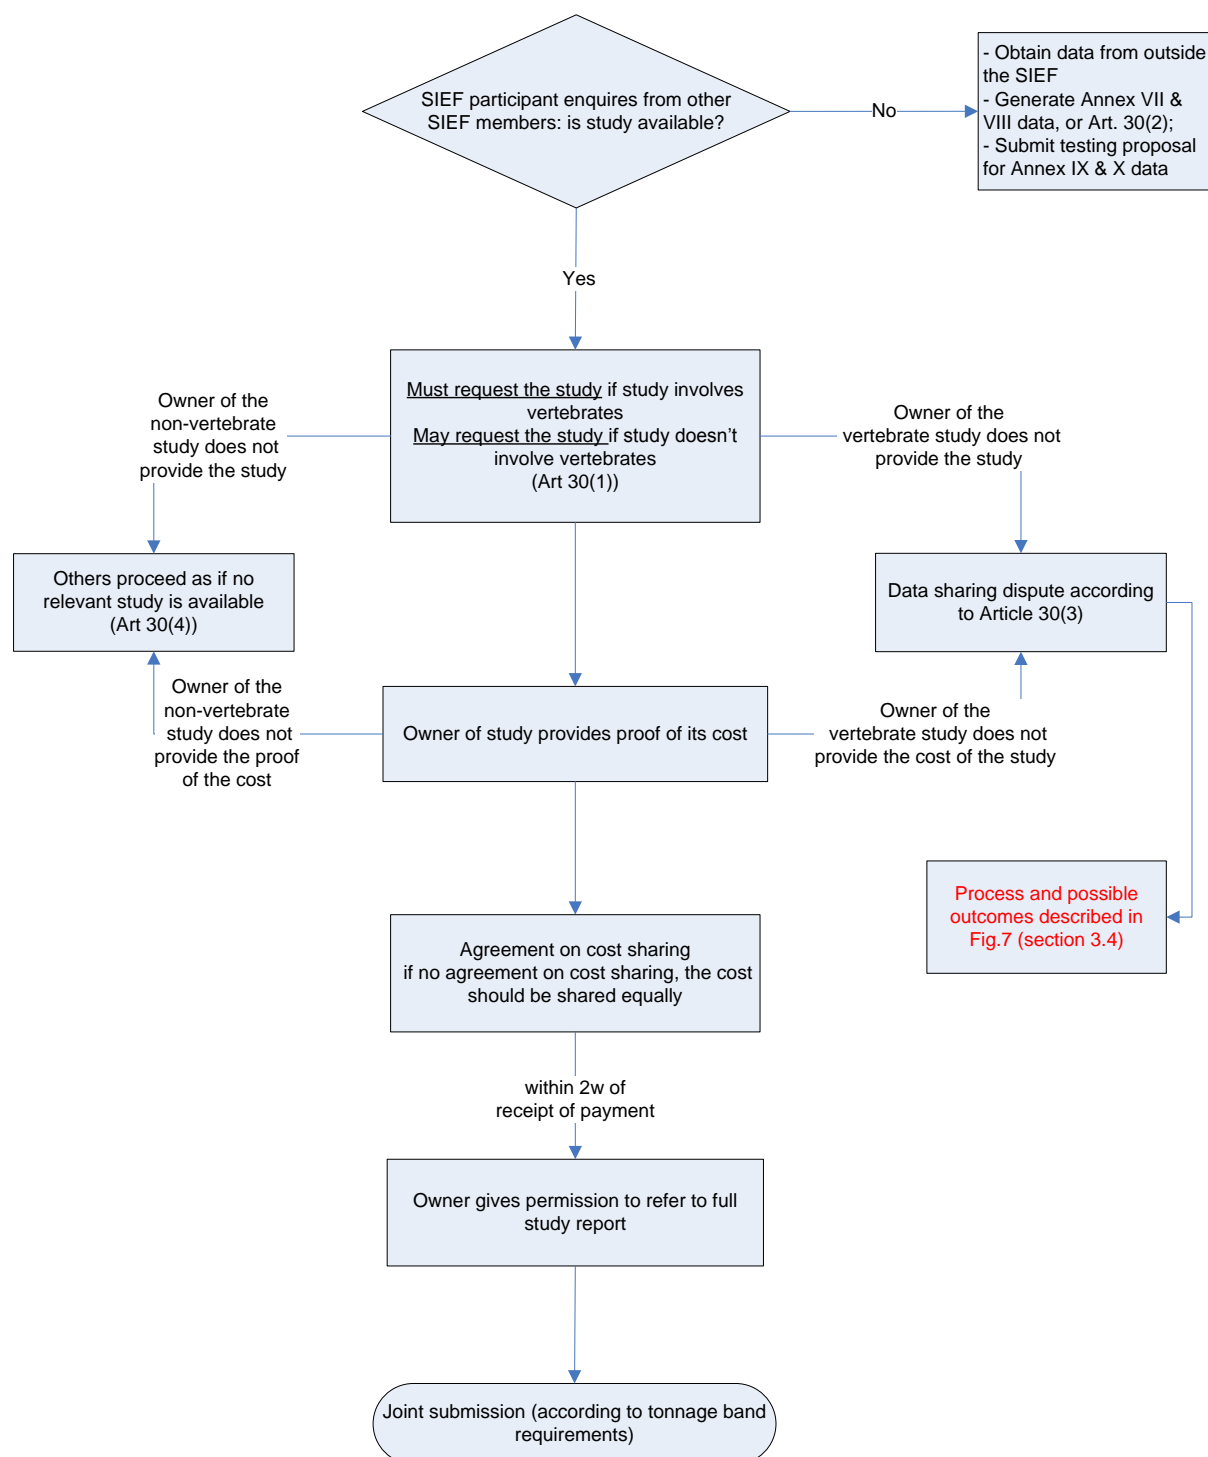 SIEF participant enquires from other
SIEF members: is study available?
No
- Obtain data from outside
the SIEF
- Generate Annex VII &
VIII data, or Art. 30(2);
- Submit testing proposal
for Annex IX & X data
Yes
Must request the study if study involves
vertebrates
May request the study if study doesn’t
involve vertebrates
(Art 30(1))
Owner of the
non-vertebrate
study does not
provide the study
Owner of the
vertebrate study does not
provide the study
Others proceed as if no
relevant study is available
(Art 30(4))
Data sharing dispute according
to Article 30(3)
Owner of the
non-vertebrate
study does not
provide the proof
of the cost
Owner of study provides proof of its cost
Owner of the
vertebrate study does not
provide the cost of the study
Process and possible
outcomes described in
Fig.7 (section 3.4)
Agreement on cost sharing
if no agreement on cost sharing, the cost
should be shared equally
within 2w of
receipt of payment
Owner gives permission to refer to full
study report
Joint submission (according to tonnage band
requirements)